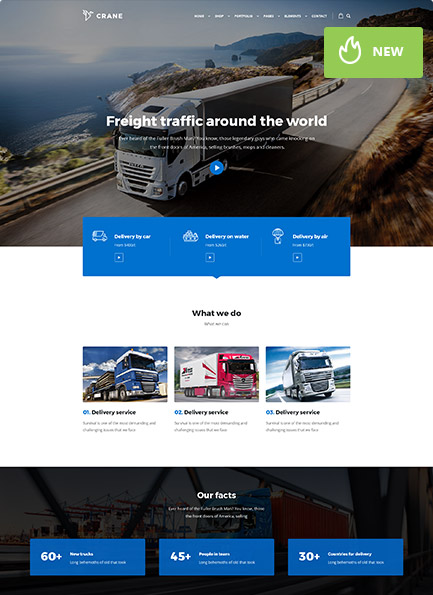 CRANE
HOME SHOP PORTFOLIO PAGES ELEMENTS CONTACT
NEW
Freight traffic around the world
Ever heard of the Fuller Brush Man? You know, those legendary guys who came knocking on
the front doors of America, selling brushes, mops and cleaners.
Delivery by car
Delivery on water
Delivery by air
What we do
What we can
01. Delivery service
Survival is one of the most demanding and
challenging issues that we face
02. Delivery service
Survival is one of the most demanding and
challenging issues that we face
03. Delivery service
Survival is one of the most demanding and
challenging issues that we face
Our facts
Ever heard of the Fuller Brush Man? You know, those
the front doors of America, selling
60+
New trucks
Long behemoths of old that took
45+
People in tears
Long behemoths of old that took
30+
Countries for delivery
Long behemoths of old that took